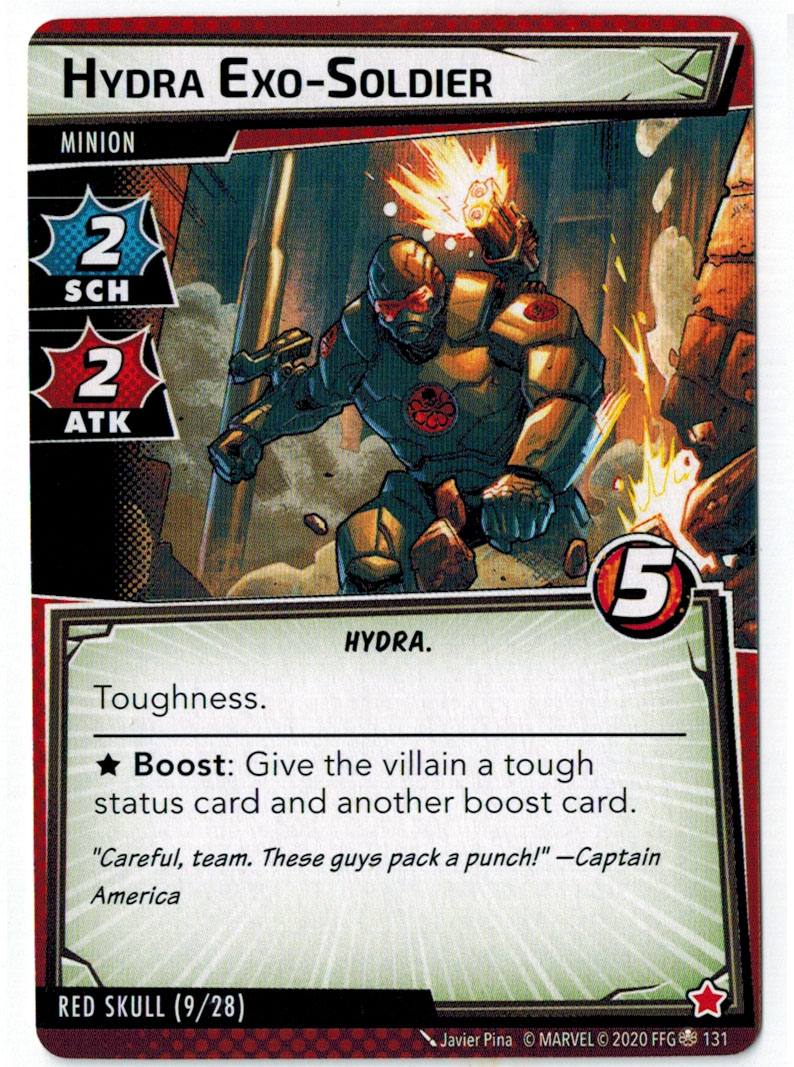 HYDRA EXO-SOLDIER
MINION
2
SCH
2
ATK
5
HYDRA.
Toughness.
★ Boost: Give the villain a tough
status card and another boost card.
"Careful, team. These guys pack a punch!" —Captain
America
RED SKULL (9/28)
Javier Pina © MARVEL © 2020 FFG 131